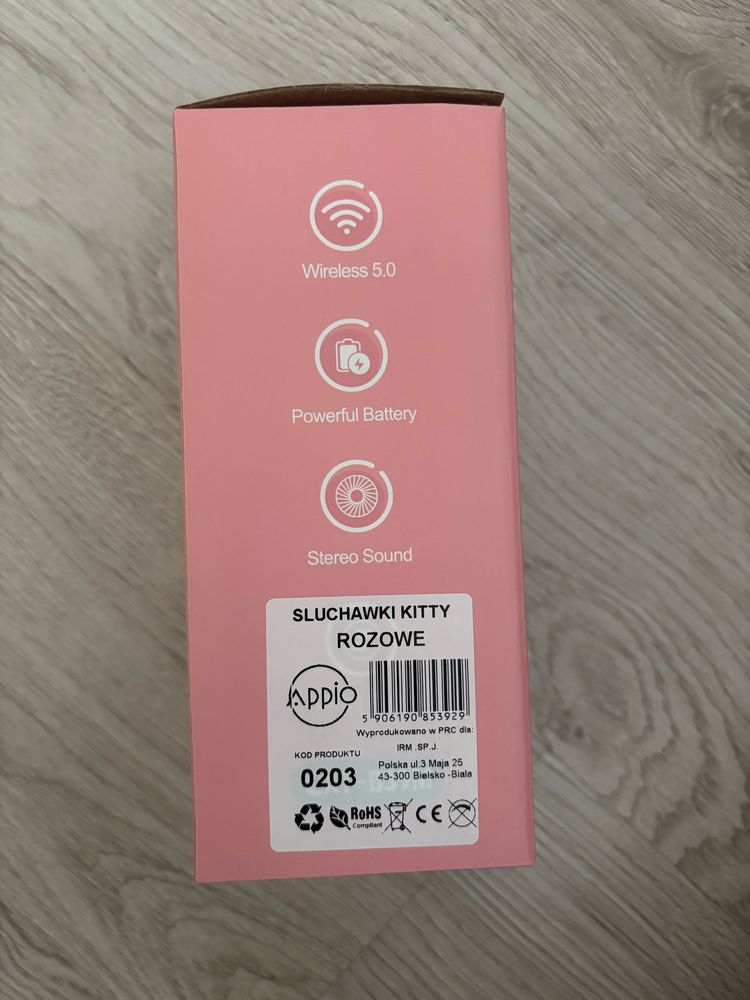 Wireless 5.0
Powerful Battery
Stereo Sound
SLUCHAWKI KITTY
ROZOWE
APPIO
5 906190 853929
Wyprodukowano w PRC dla:
IRM .SP.J.
KOD PRODUKTU
Polska ul.3 Maja 25
0203
43-300 Bielsko -Biala
RoHS
Compliant
CE